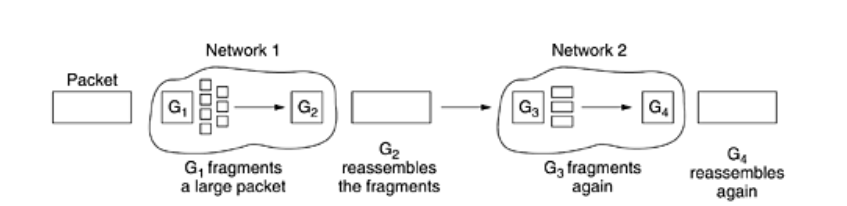 Network 1
Network 2
Packet
G1
G2
G3
G4
G1 fragments
a large packet
G2
reassembles
the fragments
G3 fragments
again
G4
reassembles
again